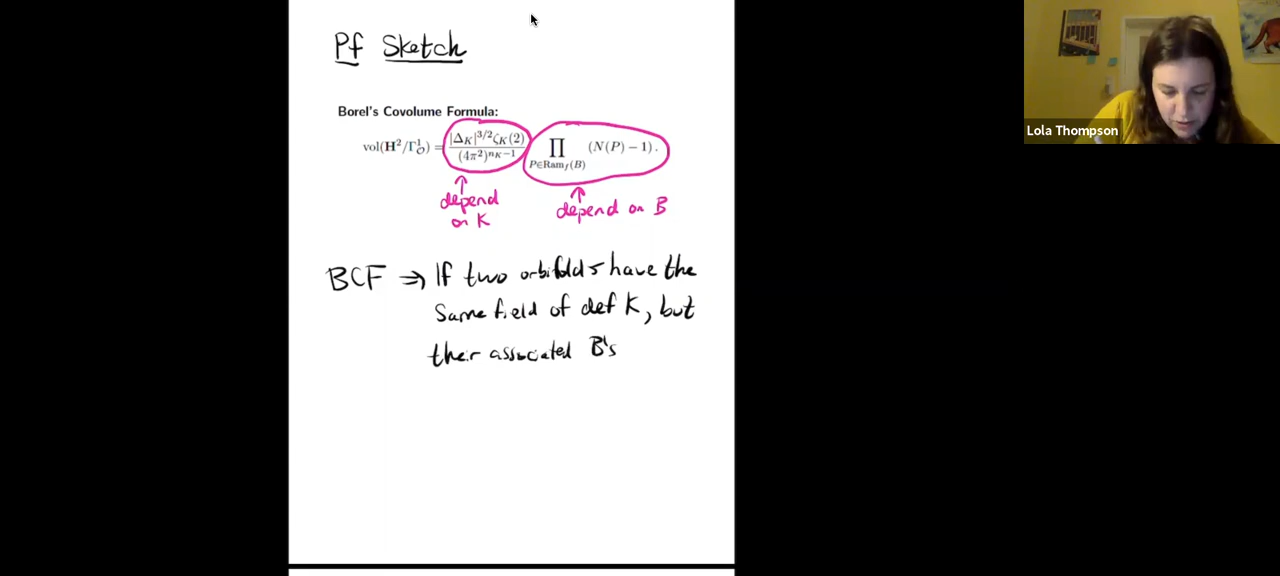 Pf Sketch
Borel's Covolume Formula:
vol(H²/Γ¹_O) = |Δ_K|^{3/2} ζ_K(2) / (4π²)^{n_K−1} ∏_{P∈Ram_f(B)} (N(P) − 1).
↑ ↑
depend on K
depend on B
BCF ⇒ If two orbifolds have the
same field of def K, but
their associated B's
Lola Thompson